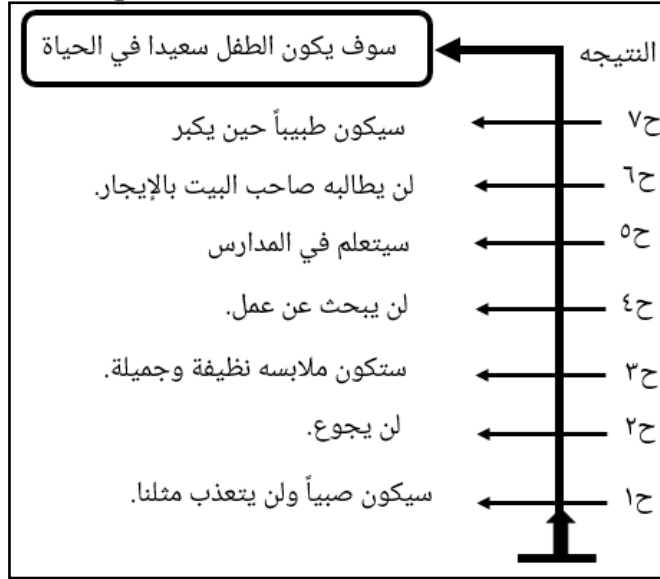 النتيجه
سوف يكون الطفل سعيدا في الحياة
ح٧
سيكون طبيباً حين يكبر
ح٦
لن يطالبه صاحب البيت بالإيجار.
ح٥
سيتعلم في المدارس
ح٤
لن يبحث عن عمل.
ح٣
ستكون ملابسه نظيفة وجميلة.
ح٢
لن يجوع.
ح١
سيكون صبياً ولن يتعذب مثلنا.